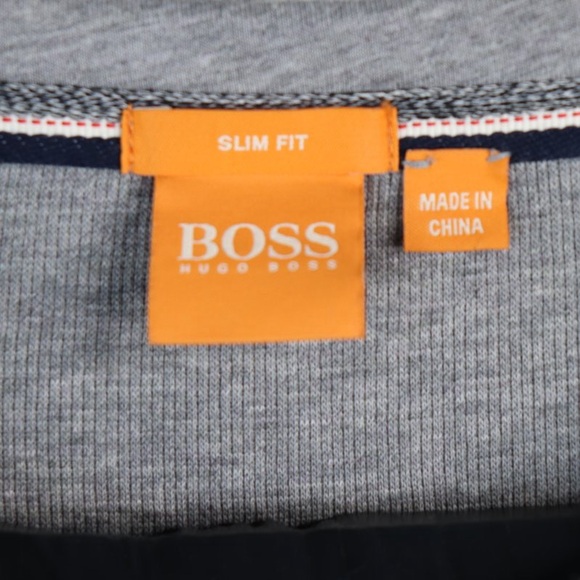 SLIM FIT
BOSS
HUGO BOSS
MADE IN
CHINA